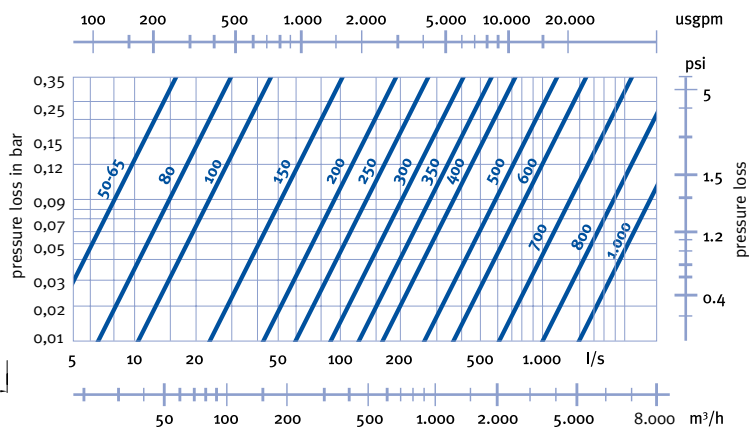 100 200 500 1.000 2.000 5.000 10.000 20.000 usgpm
psi
pressure loss in bar
0,35
0,25
0,15
0,12
0,09
0,07
0,05
0,03
0,02
0,01
50-65 80 100 150 200 250 300 350 400 500 600 700 800 1.000
5
1.5
1.2
0.4
pressure loss
5 10 20 50 100 200 500 1.000 l/s
50 100 200 500 1.000 2.000 5.000 8.000 m³/h